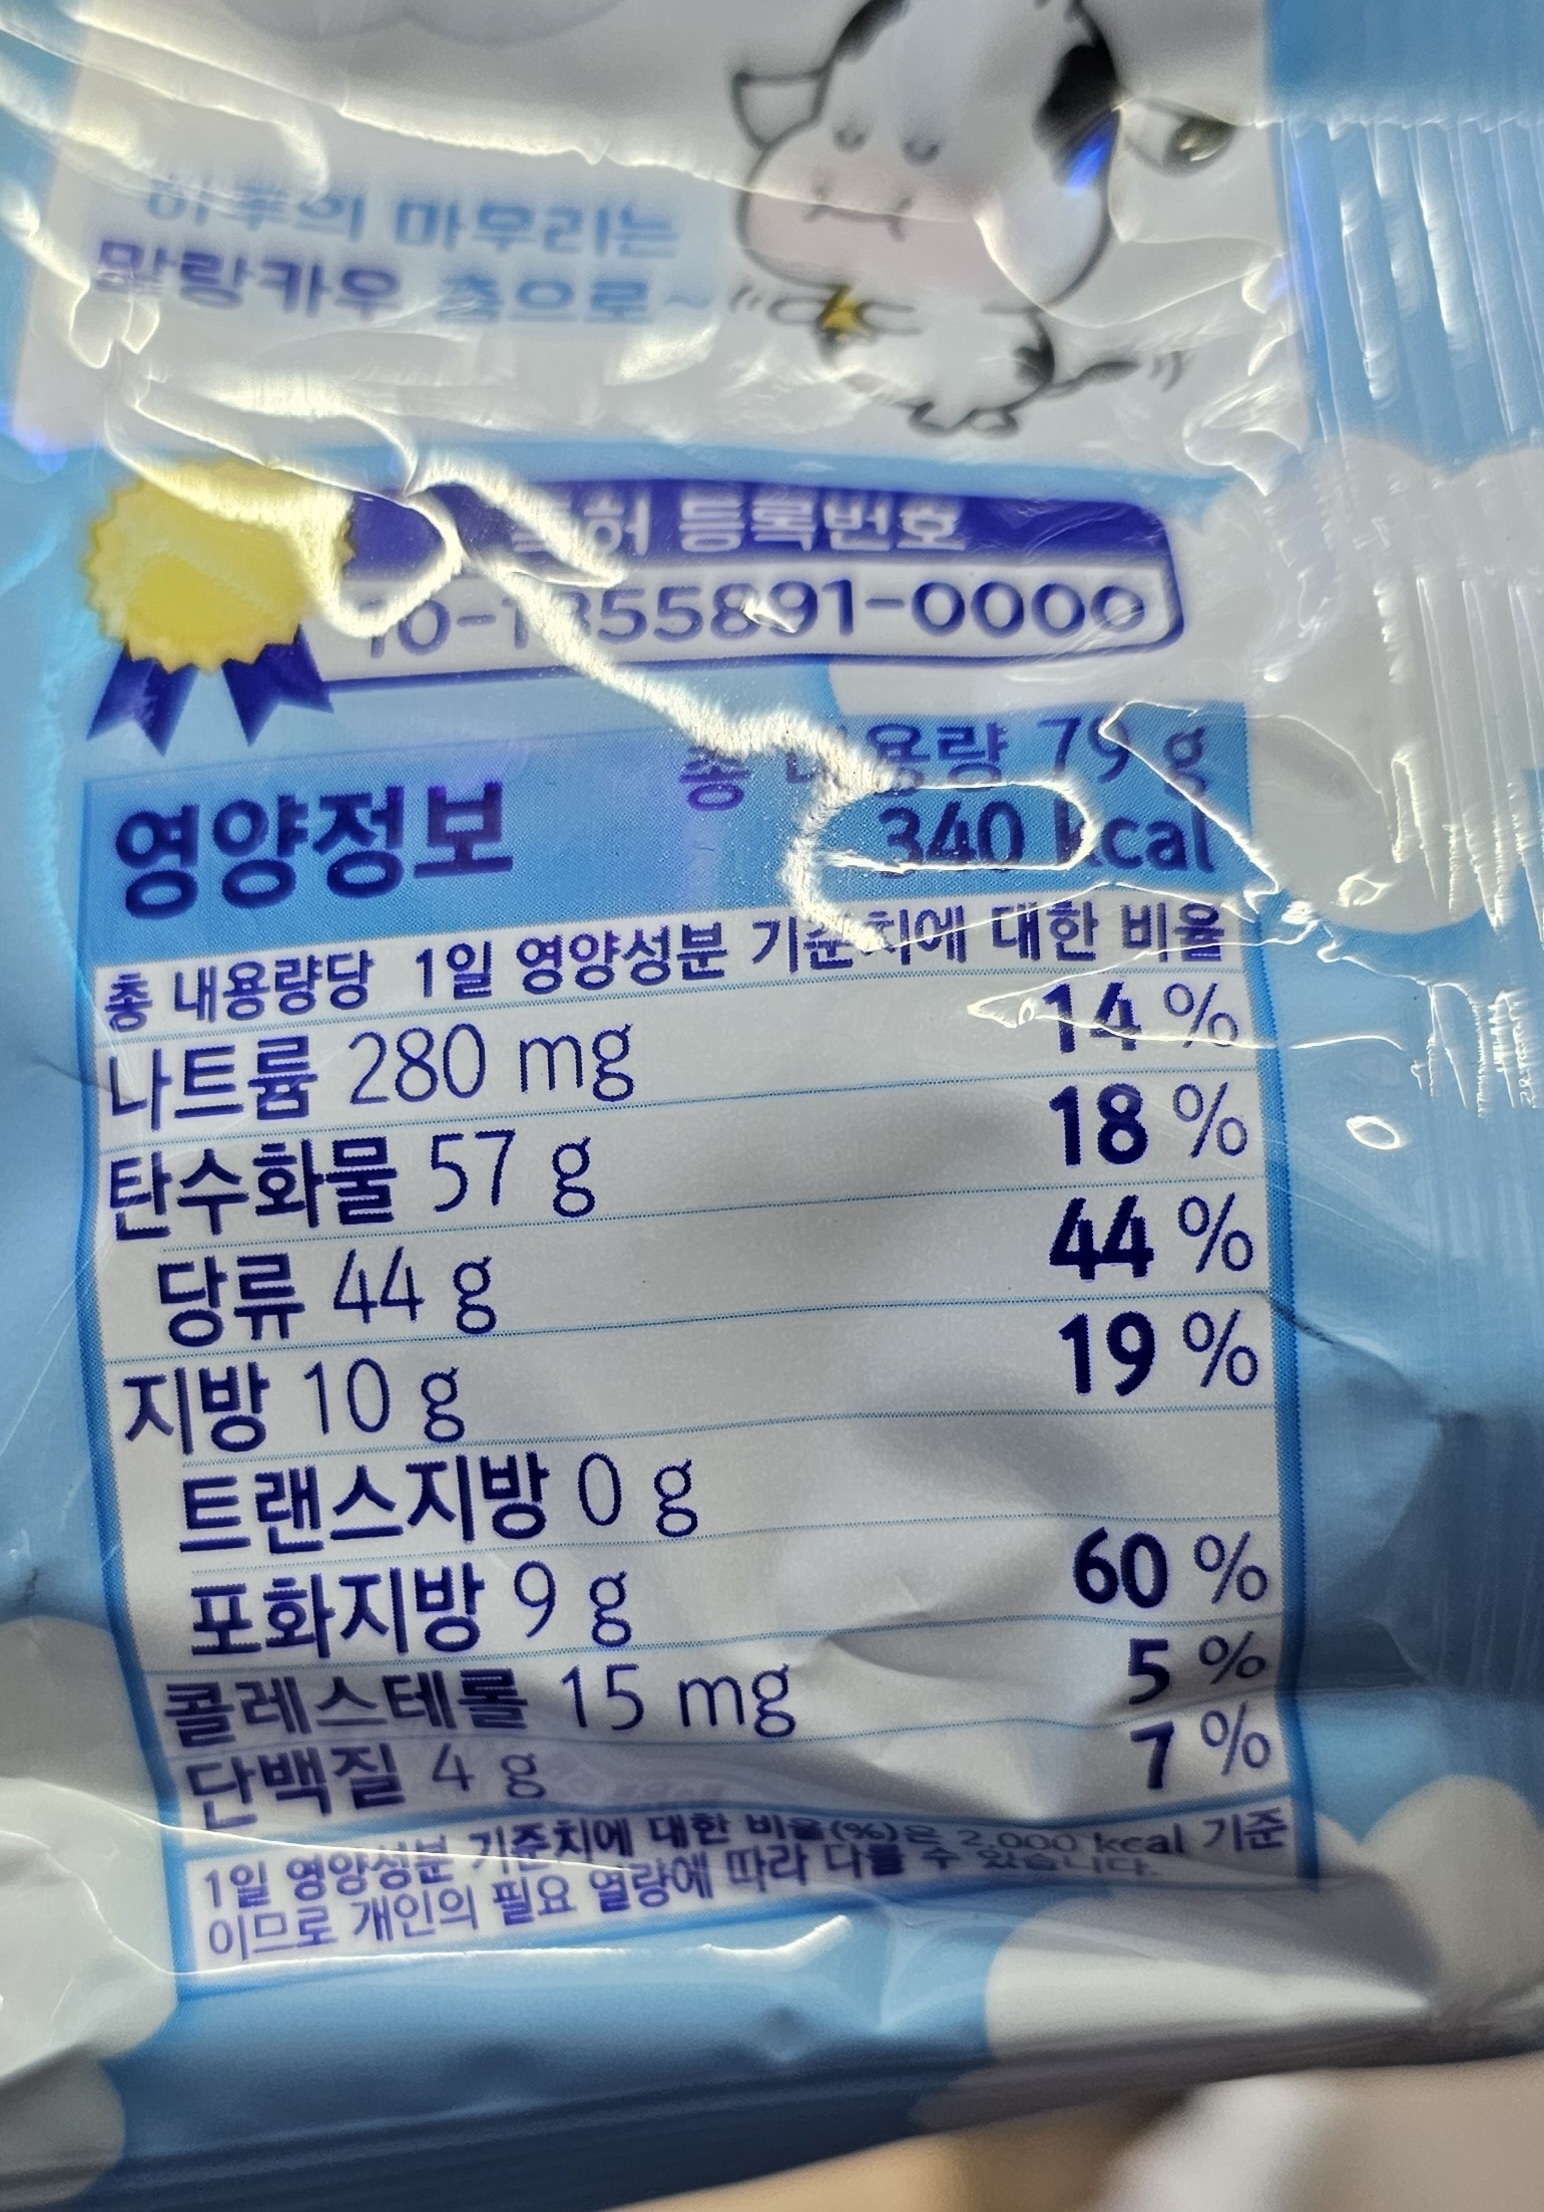 하루의 마무리는
말랑카우 춤으로~
특허 등록번호
10-1355891-0000
영양정보
총 내용량 79 g
340 kcal
총 내용량당 1일 영양성분 기준치에 대한 비율
나트륨 280 mg 14 %
탄수화물 57 g 18 %
당류 44 g 44 %
지방 10 g 19 %
트랜스지방 0 g
포화지방 9 g 60 %
콜레스테롤 15 mg 5 %
단백질 4 g 7 %
1일 영양성분 기준치에 대한 비율(%)은 2,000 kcal 기준
이므로 개인의 필요 열량에 따라 다를 수 있습니다.